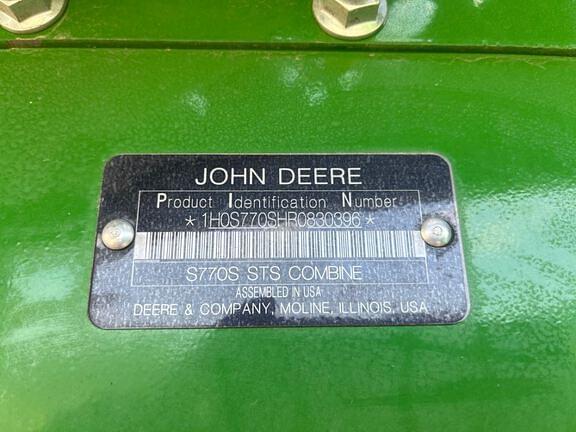 JOHN DEERE
Product Identification Number
*1H0S770SHR0830396*
S770S STS COMBINE
ASSEMBLED IN USA
DEERE & COMPANY, MOLINE, ILLINOIS, USA